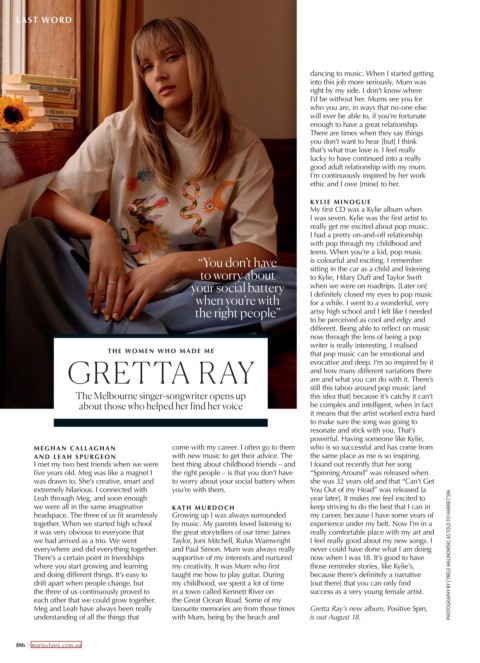 LAST WORD
"You don't have
to worry about
your social battery
when you're with
the right people"
THE WOMEN WHO MADE ME
GRETTA RAY
The Melbourne singer-songwriter opens up
about those who helped her find her voice
MEGHAN CALLAGHAN
AND LEAH SPURGEON
I met my two best friends when we were
five years old. Meg was like a magnet I
was drawn to. She's creative, smart and
extremely hilarious. I connected with
Leah through Meg, and soon enough
we were all in the same imaginative
headspace. The three of us fit seamlessly
together. When we started high school
it was very obvious to everyone that
we had arrived as a trio. We went
everywhere and did everything together.
There's a certain point in friendships
where you start growing and learning
and doing different things. It's easy to
drift apart when people change, but
the three of us continuously proved to
each other that we could grow together.
Meg and Leah have always been really
understanding of all the things that
come with my career. I often go to them
with new music to get their advice. The
best thing about childhood friends – and
the right people – is that you don't have
to worry about your social battery when
you're with them.
KATH MURDOCH
Growing up I was always surrounded
by music. My parents loved listening to
the great storytellers of our time: James
Taylor, Joni Mitchell, Rufus Wainwright
and Paul Simon. Mum was always really
supportive of my interests and nurtured
my creativity. It was Mum who first
taught me how to play guitar. During
my childhood, we spent a lot of time
in a town called Kennett River on
the Great Ocean Road. Some of my
favourite memories are from those times
with Mum, being by the beach and
dancing to music. When I started getting
into this job more seriously, Mum was
right by my side. I don't know where
I'd be without her. Mums see you for
who you are, in ways that no-one else
will ever be able to, if you're fortunate
enough to have a great relationship.
There are times when they say things
you don't want to hear [but] I think
that's what true love is. I feel really
lucky to have continued into a really
good adult relationship with my mum.
I'm continuously inspired by her work
ethic and I owe [mine] to her.
KYLIE MINOGUE
My first CD was a Kylie album when
I was seven. Kylie was the first artist to
really get me excited about pop music.
I had a pretty on-and-off relationship
with pop through my childhood and
teens. When you're a kid, pop music
is colourful and exciting. I remember
sitting in the car as a child and listening
to Kylie, Hilary Duff and Taylor Swift
when we were on roadtrips. [Later on]
I definitely closed my eyes to pop music
for a while. I went to a wonderful, very
artsy high school and I felt like I needed
to be perceived as cool and edgy and
different. Being able to reflect on music
now through the lens of being a pop
writer is really interesting. I realised
that pop music can be emotional and
evocative and deep. I'm so inspired by it
and how many different variations there
are and what you can do with it. There's
still this taboo around pop music [and
this idea that] because it's catchy it can't
be complex and intelligent, when in fact
it means that the artist worked extra hard
to make sure the song was going to
resonate and stick with you. That's
powerful. Having someone like Kylie,
who is so successful and has come from
the same place as me is so inspiring.
I found out recently that her song
"Spinning Around" was released when
she was 32 years old and that "Can't Get
You Out of my Head" was released [a
year later]. It makes me feel excited to
keep striving to do the best that I can in
my career, because I have some years of
experience under my belt. Now I'm in a
really comfortable place with my art and
I feel really good about my new songs. I
never could have done what I am doing
now when I was 18. It's good to have
those reminder stories, like Kylie's,
because there's definitely a narrative
[out there] that you can only find
success as a very young female artist.
Gretta Ray's new album, Positive Spin,
is out August 18.
186
marieclaire.com.au